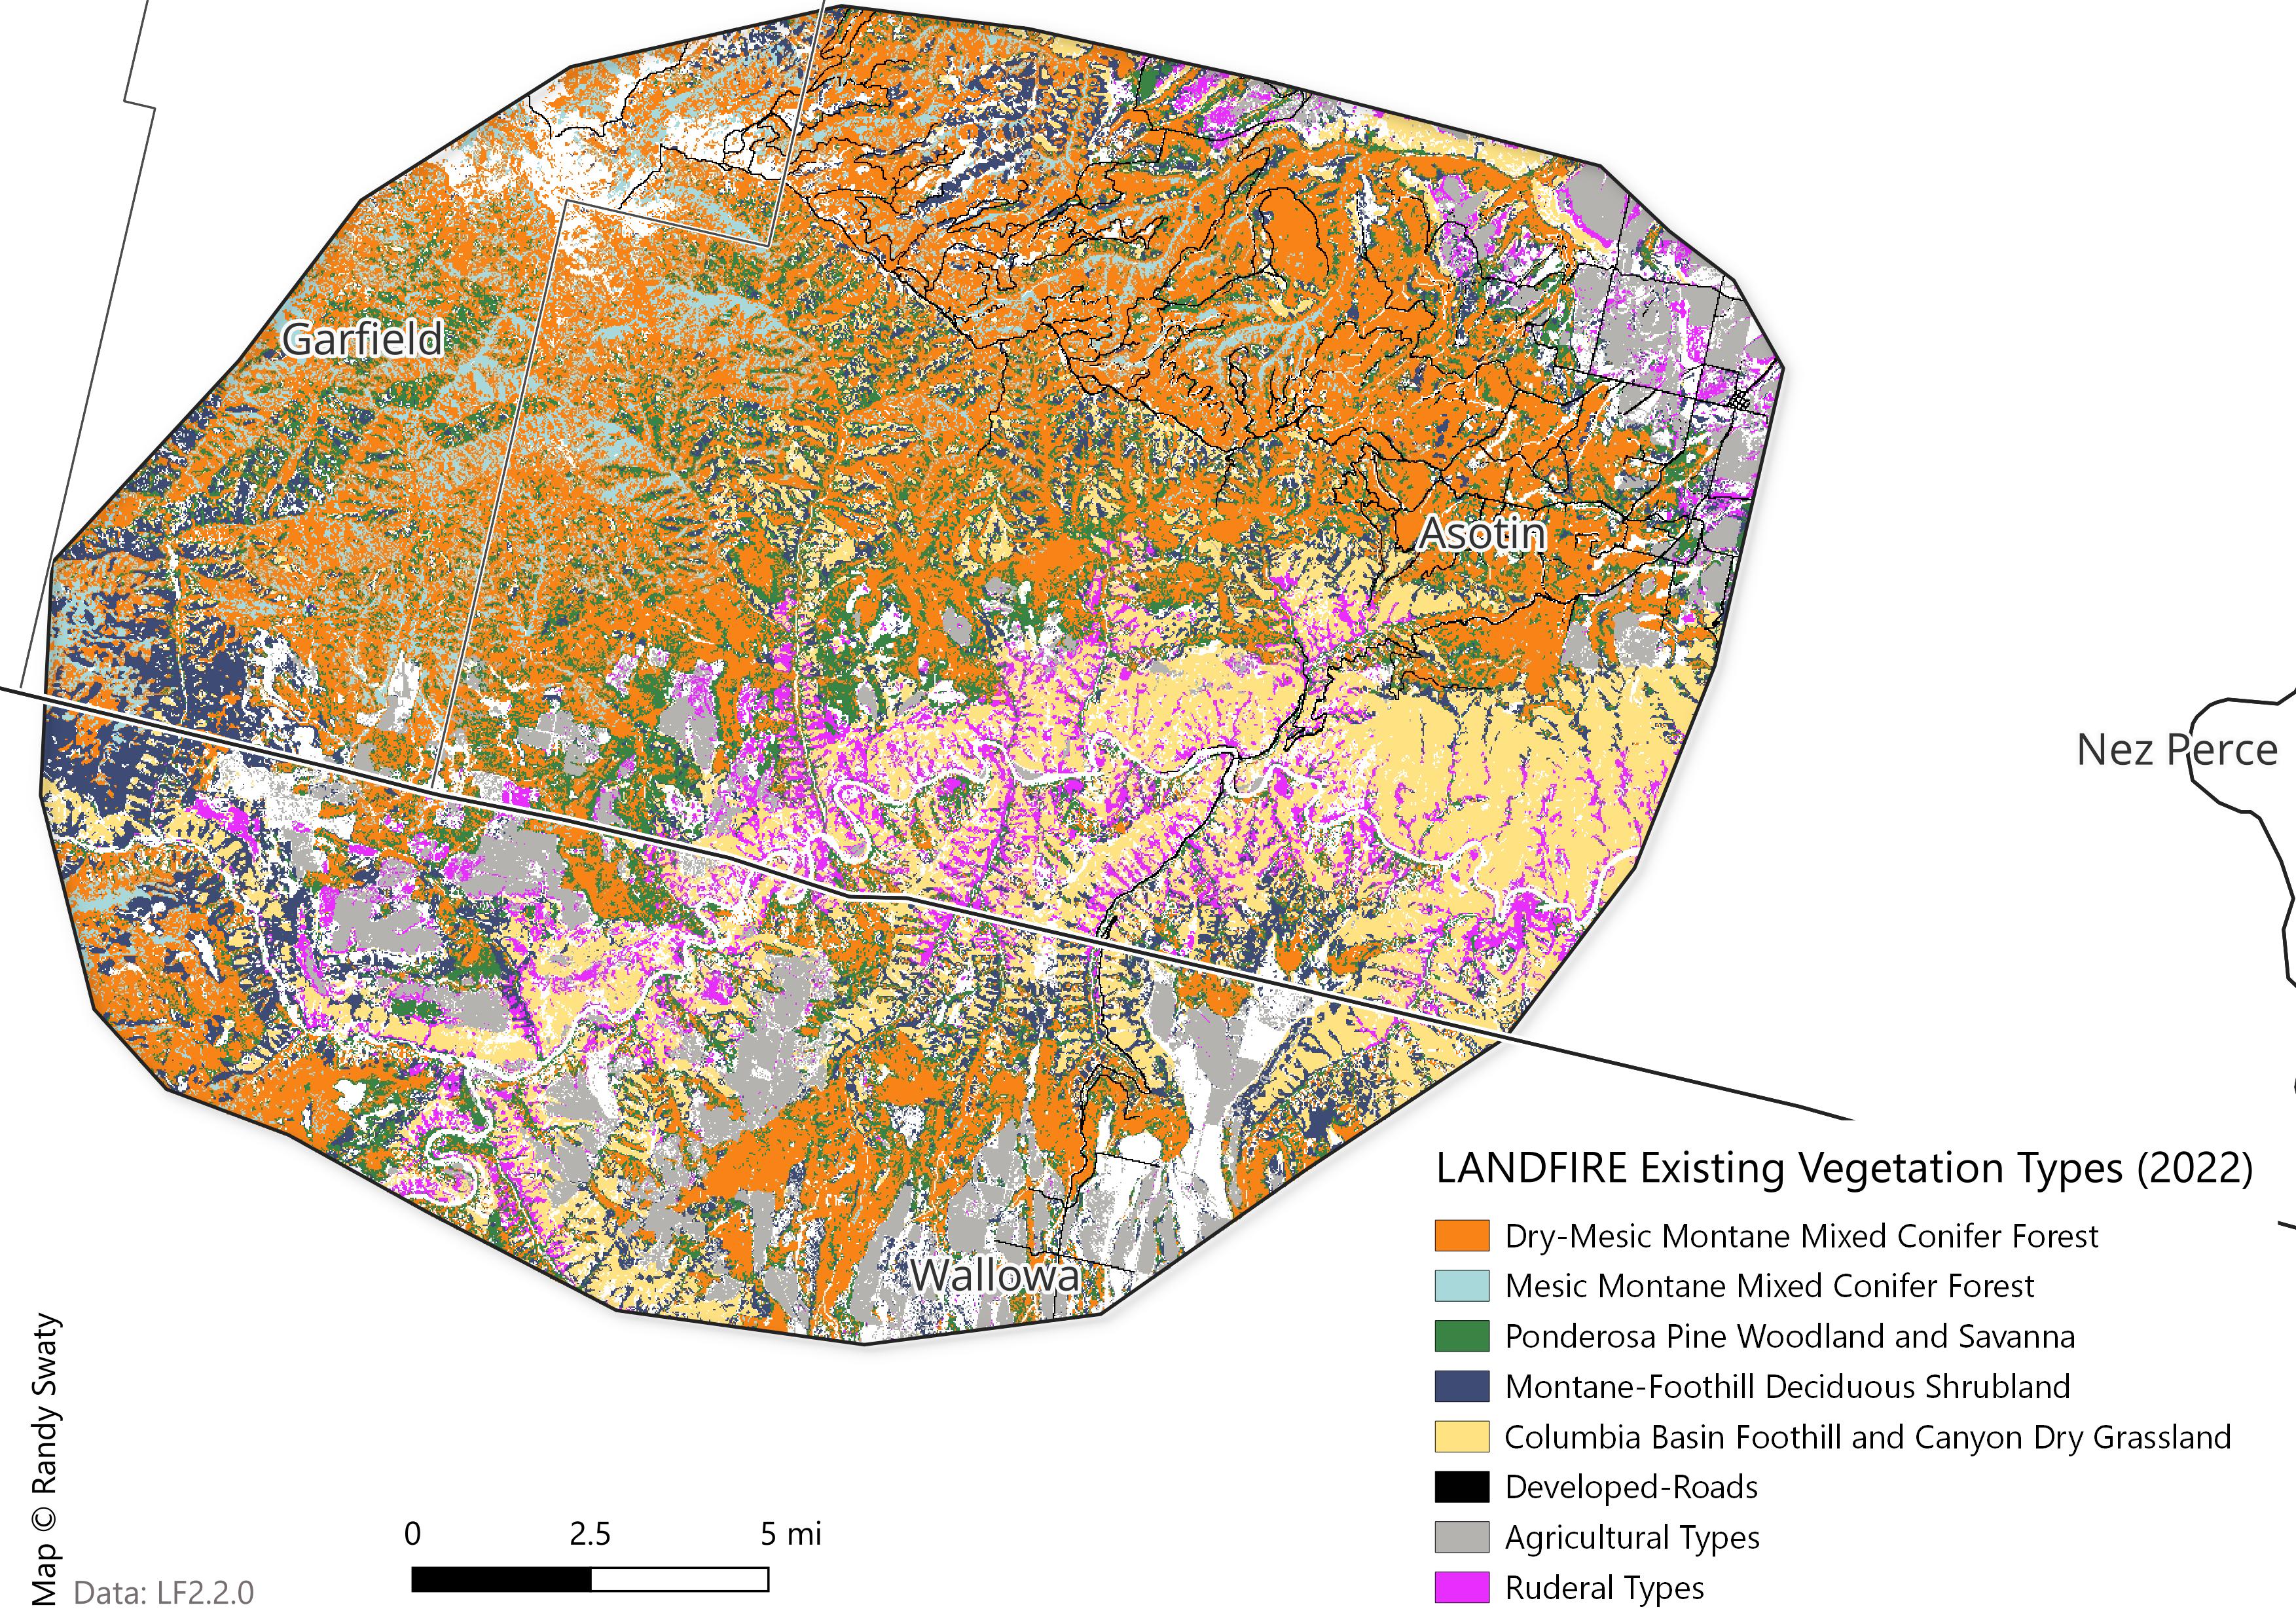 Garfield
Asotin
Nez Perce
Wallowa
LANDFIRE Existing Vegetation Types (2022)
Dry-Mesic Montane Mixed Conifer Forest
Mesic Montane Mixed Conifer Forest
Ponderosa Pine Woodland and Savanna
Montane-Foothill Deciduous Shrubland
Columbia Basin Foothill and Canyon Dry Grassland
Developed-Roads
Agricultural Types
Ruderal Types
0 2.5 5 mi
Map © Randy Swaty
Data: LF2.2.0